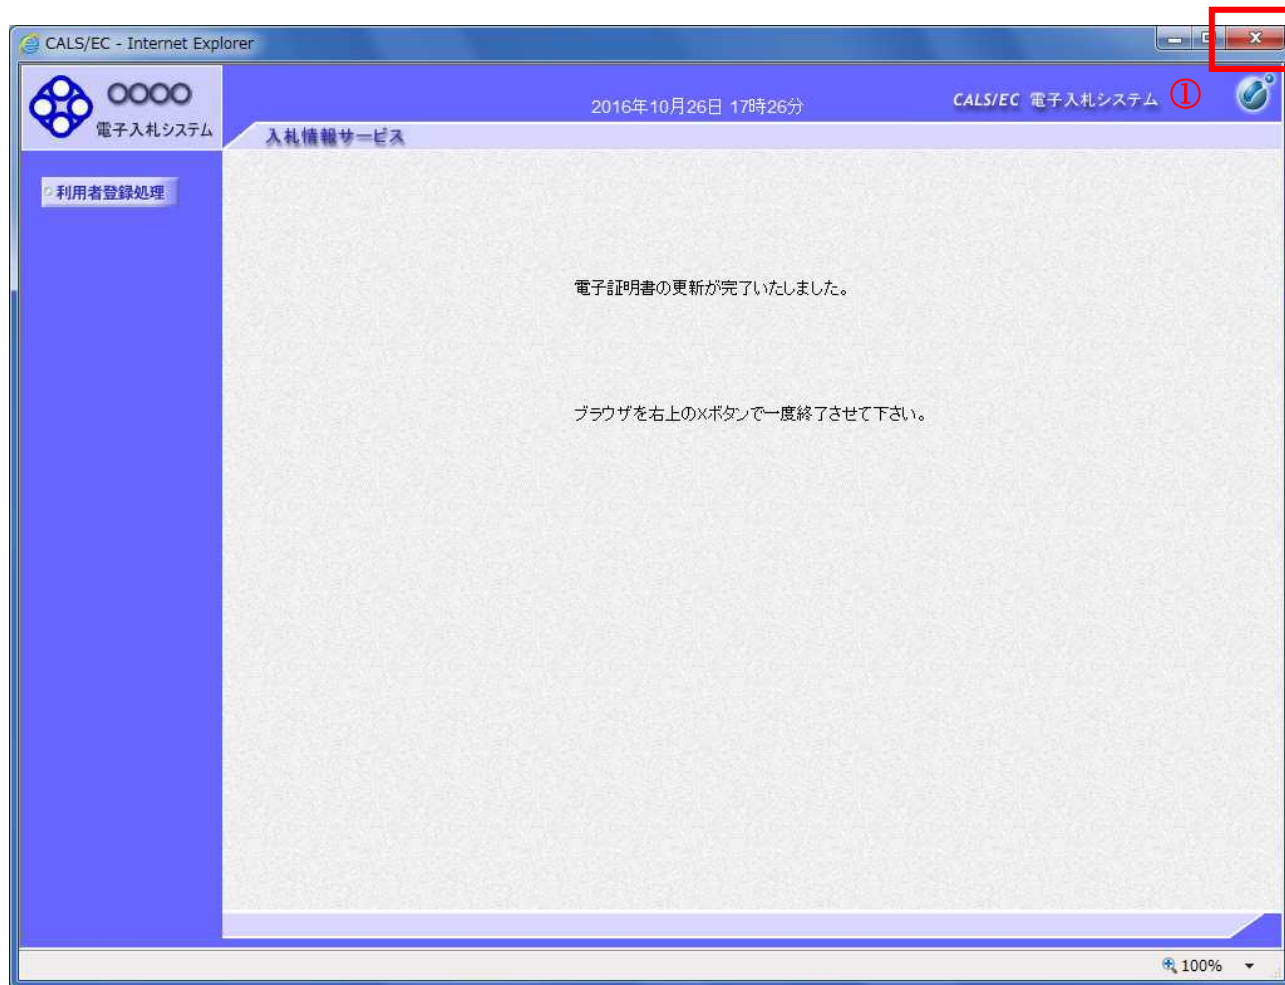 CALS/EC - Internet Explorer
○○○○
電子入札システム
2016年10月26日 17時26分
CALS/EC 電子入札システム
①
入札情報サービス
利用者登録処理
電子証明書の更新が完了いたしました。
ブラウザを右上の×ボタンで一度終了させて下さい。
100%